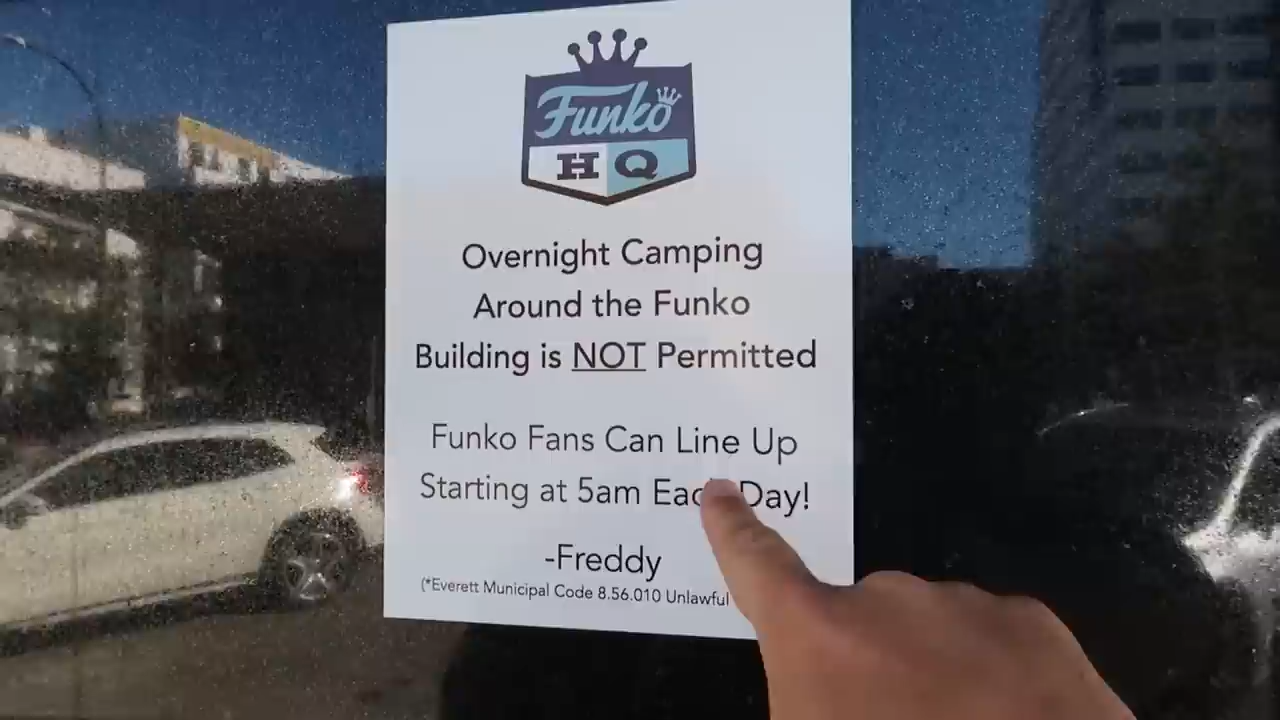 Funko
HQ
Overnight Camping
Around the Funko
Building is NOT Permitted
Funko Fans Can Line Up
Starting at 5am Each Day!
-Freddy
(*Everett Municipal Code 8.56.010 Unlawful